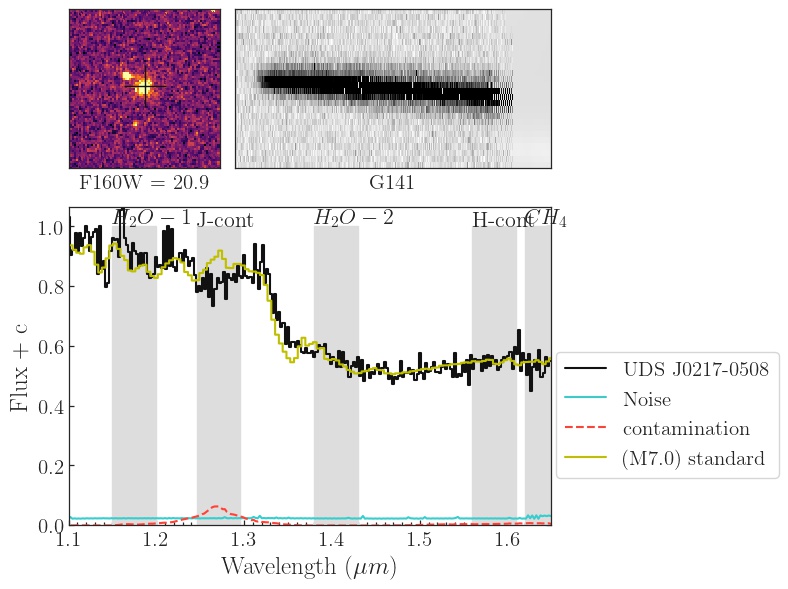 F160W = 20.9
G141
H₂O − 1
J-cont
H₂O − 2
H-cont
CH₄
1.0
0.8
0.6
0.4
0.2
0.0
Flux + c
1.1
1.2
1.3
1.4
1.5
1.6
Wavelength (μm)
UDS J0217-0508
Noise
contamination
(M7.0) standard